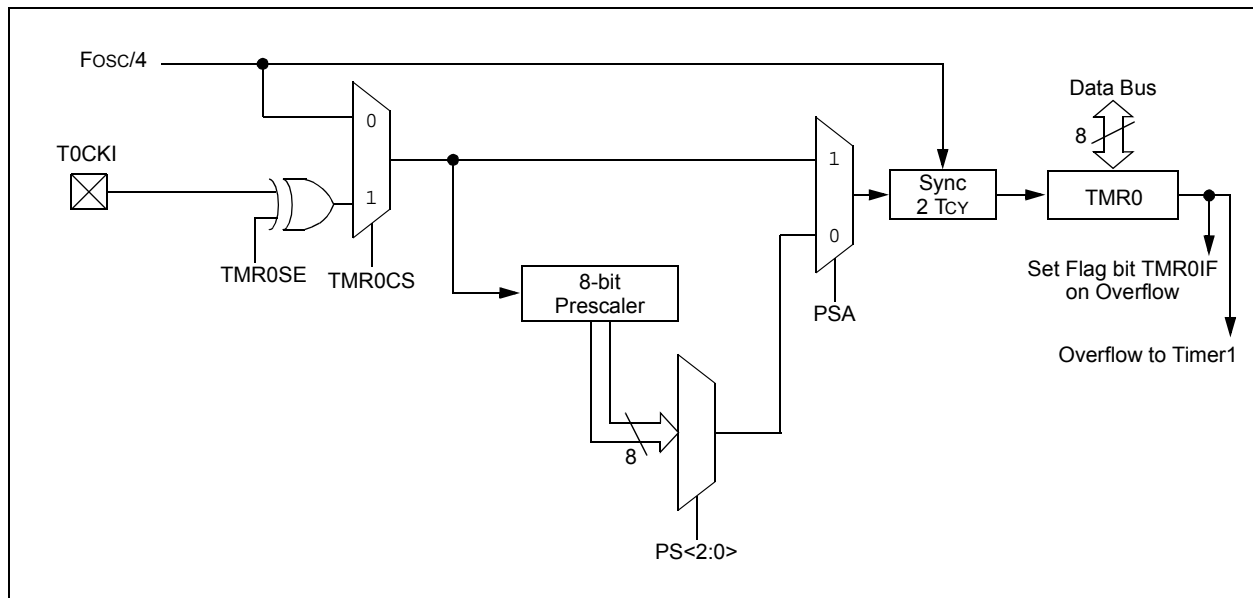 FOSC/4
Data Bus
8
T0CKI
0
1
1
0
Sync
2 TCY
TMR0
TMR0SE
TMR0CS
8-bit
Prescaler
PSA
Set Flag bit TMR0IF
on Overflow
Overflow to Timer1
8
PS<2:0>